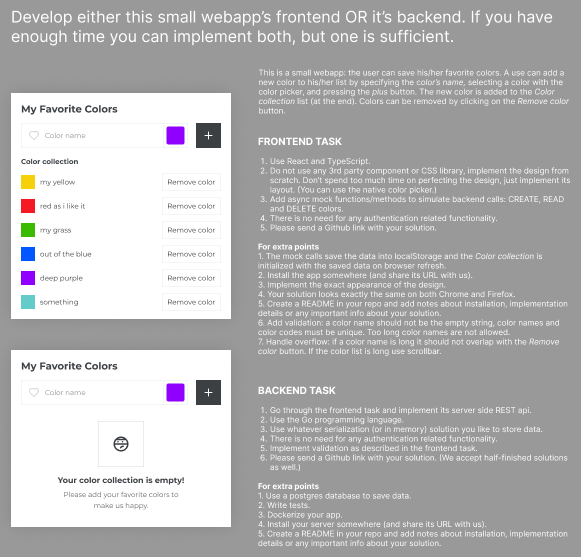 Develop either this small webapp's frontend OR it's backend. If you have
enough time you can implement both, but one is sufficient.
This is a small webapp: the user can save his/her favorite colors. A use can add a
new color to his/her list by specifying the color's name, selecting a color with the
color picker, and pressing the plus button. The new color is added to the Color
collection list (at the end). Colors can be removed by clicking on the Remove color
button.
My Favorite Colors
Color name
+
Color collection
my yellow
Remove color
red as i like it
Remove color
my grass
Remove color
out of the blue
Remove color
deep purple
Remove color
something
Remove color
FRONTEND TASK
1. Use React and TypeScript.
2. Do not use any 3rd party component or CSS library, implement the design from
scratch. Don't spend too much time on perfecting the design, just implement its
layout. (You can use the native color picker.)
3. Add async mock functions/methods to simulate backend calls: CREATE, READ
and DELETE colors.
4. There is no need for any authentication related functionality.
5. Please send a Github link with your solution.
For extra points
1. The mock calls save the data into localStorage and the Color collection is
initialized with the saved data on browser refresh.
2. Install the app somewhere (and share its URL with us).
3. Implement the exact appearance of the design.
4. Your solution looks exactly the same on both Chrome and Firefox.
5. Create a README in your repo and add notes about installation, implementation
details or any important info about your solution.
6. Add validation: a color name should not be the empty string, color names and
color codes must be unique. Too long color names are not allowed.
7. Handle overflow: if a color name is long it should not overlap with the Remove
color button. If the color list is long use scrollbar.
My Favorite Colors
Color name
+
Your color collection is empty!
Please add your favorite colors to
make us happy.
BACKEND TASK
1. Go through the frontend task and implement its server side REST api.
2. Use the Go programming language.
3. Use whatever serialization (or in memory) solution you like to store data.
4. There is no need for any authentication related functionality.
5. Implement validation as described in the frontend task.
6. Please send a Github link with your solution. (We accept half-finished solutions
as well.)
For extra points
1. Use a postgres database to save data.
2. Write tests.
3. Dockerize your app.
4. Install your server somewhere (and share its URL with us).
5. Create a README in your repo and add notes about installation, implementation
details or any important info about your solution.